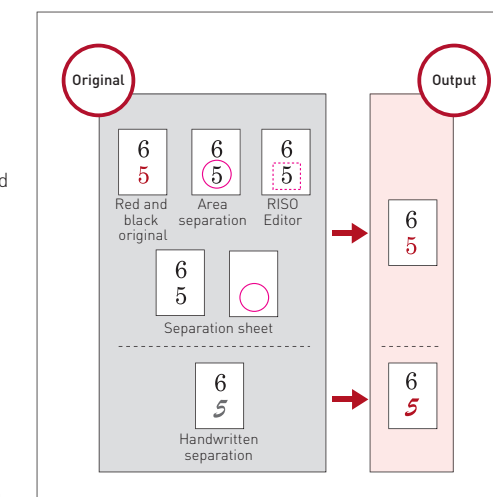 Original
Output
6
5
6
5
6
5
Red and
black
original
Area
separation
RISO
Editor
d
6
5
6
5
Separation sheet
6
5
6
5
Handwritten
separation